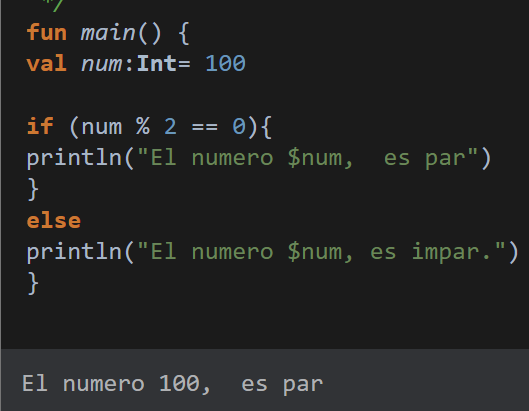 */
fun main() {
val num:Int= 100
if (num % 2 == 0){
println("El numero $num,  es par")
}
else
println("El numero $num, es impar.")
}
El numero 100,  es par